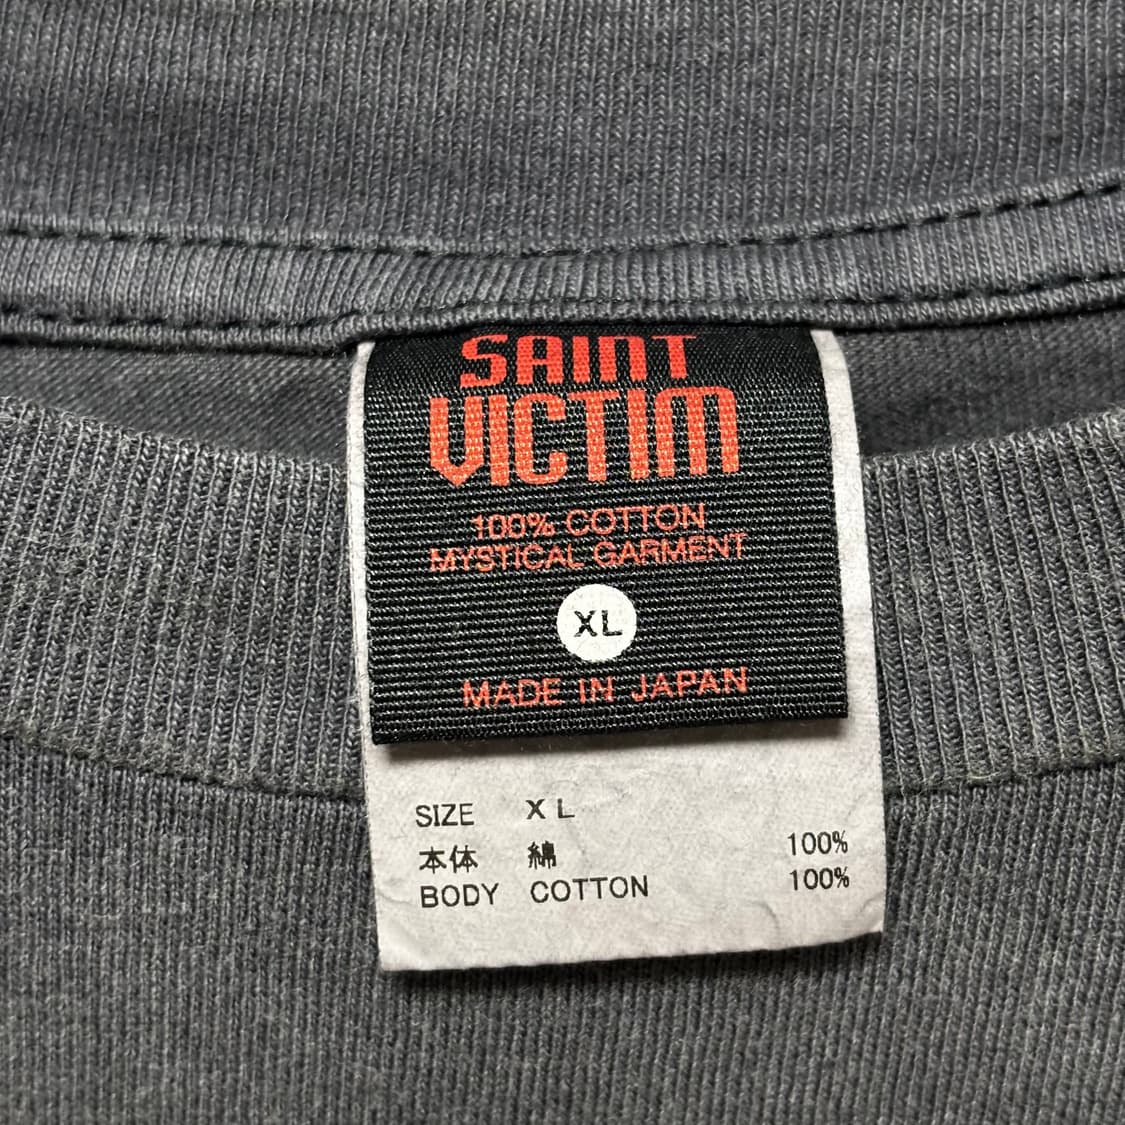 SAINT
VICTIM
100% COTTON
MYSTICAL GARMENT
XL
MADE IN JAPAN
SIZE XL
本体 綿 100%
BODY COTTON 100%